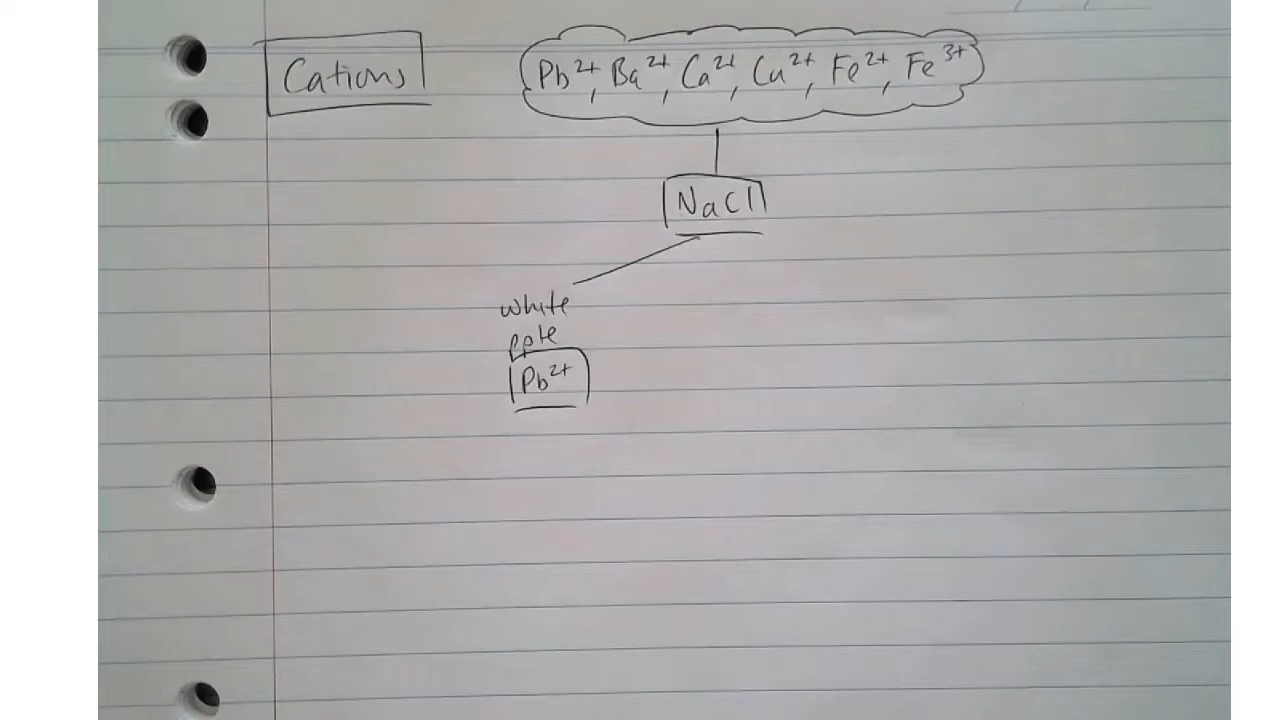 Cations
Pb²⁺, Ba²⁺, Ca²⁺, Cu²⁺, Fe²⁺, Fe³⁺
NaCl
white
ppte
Pb²⁺